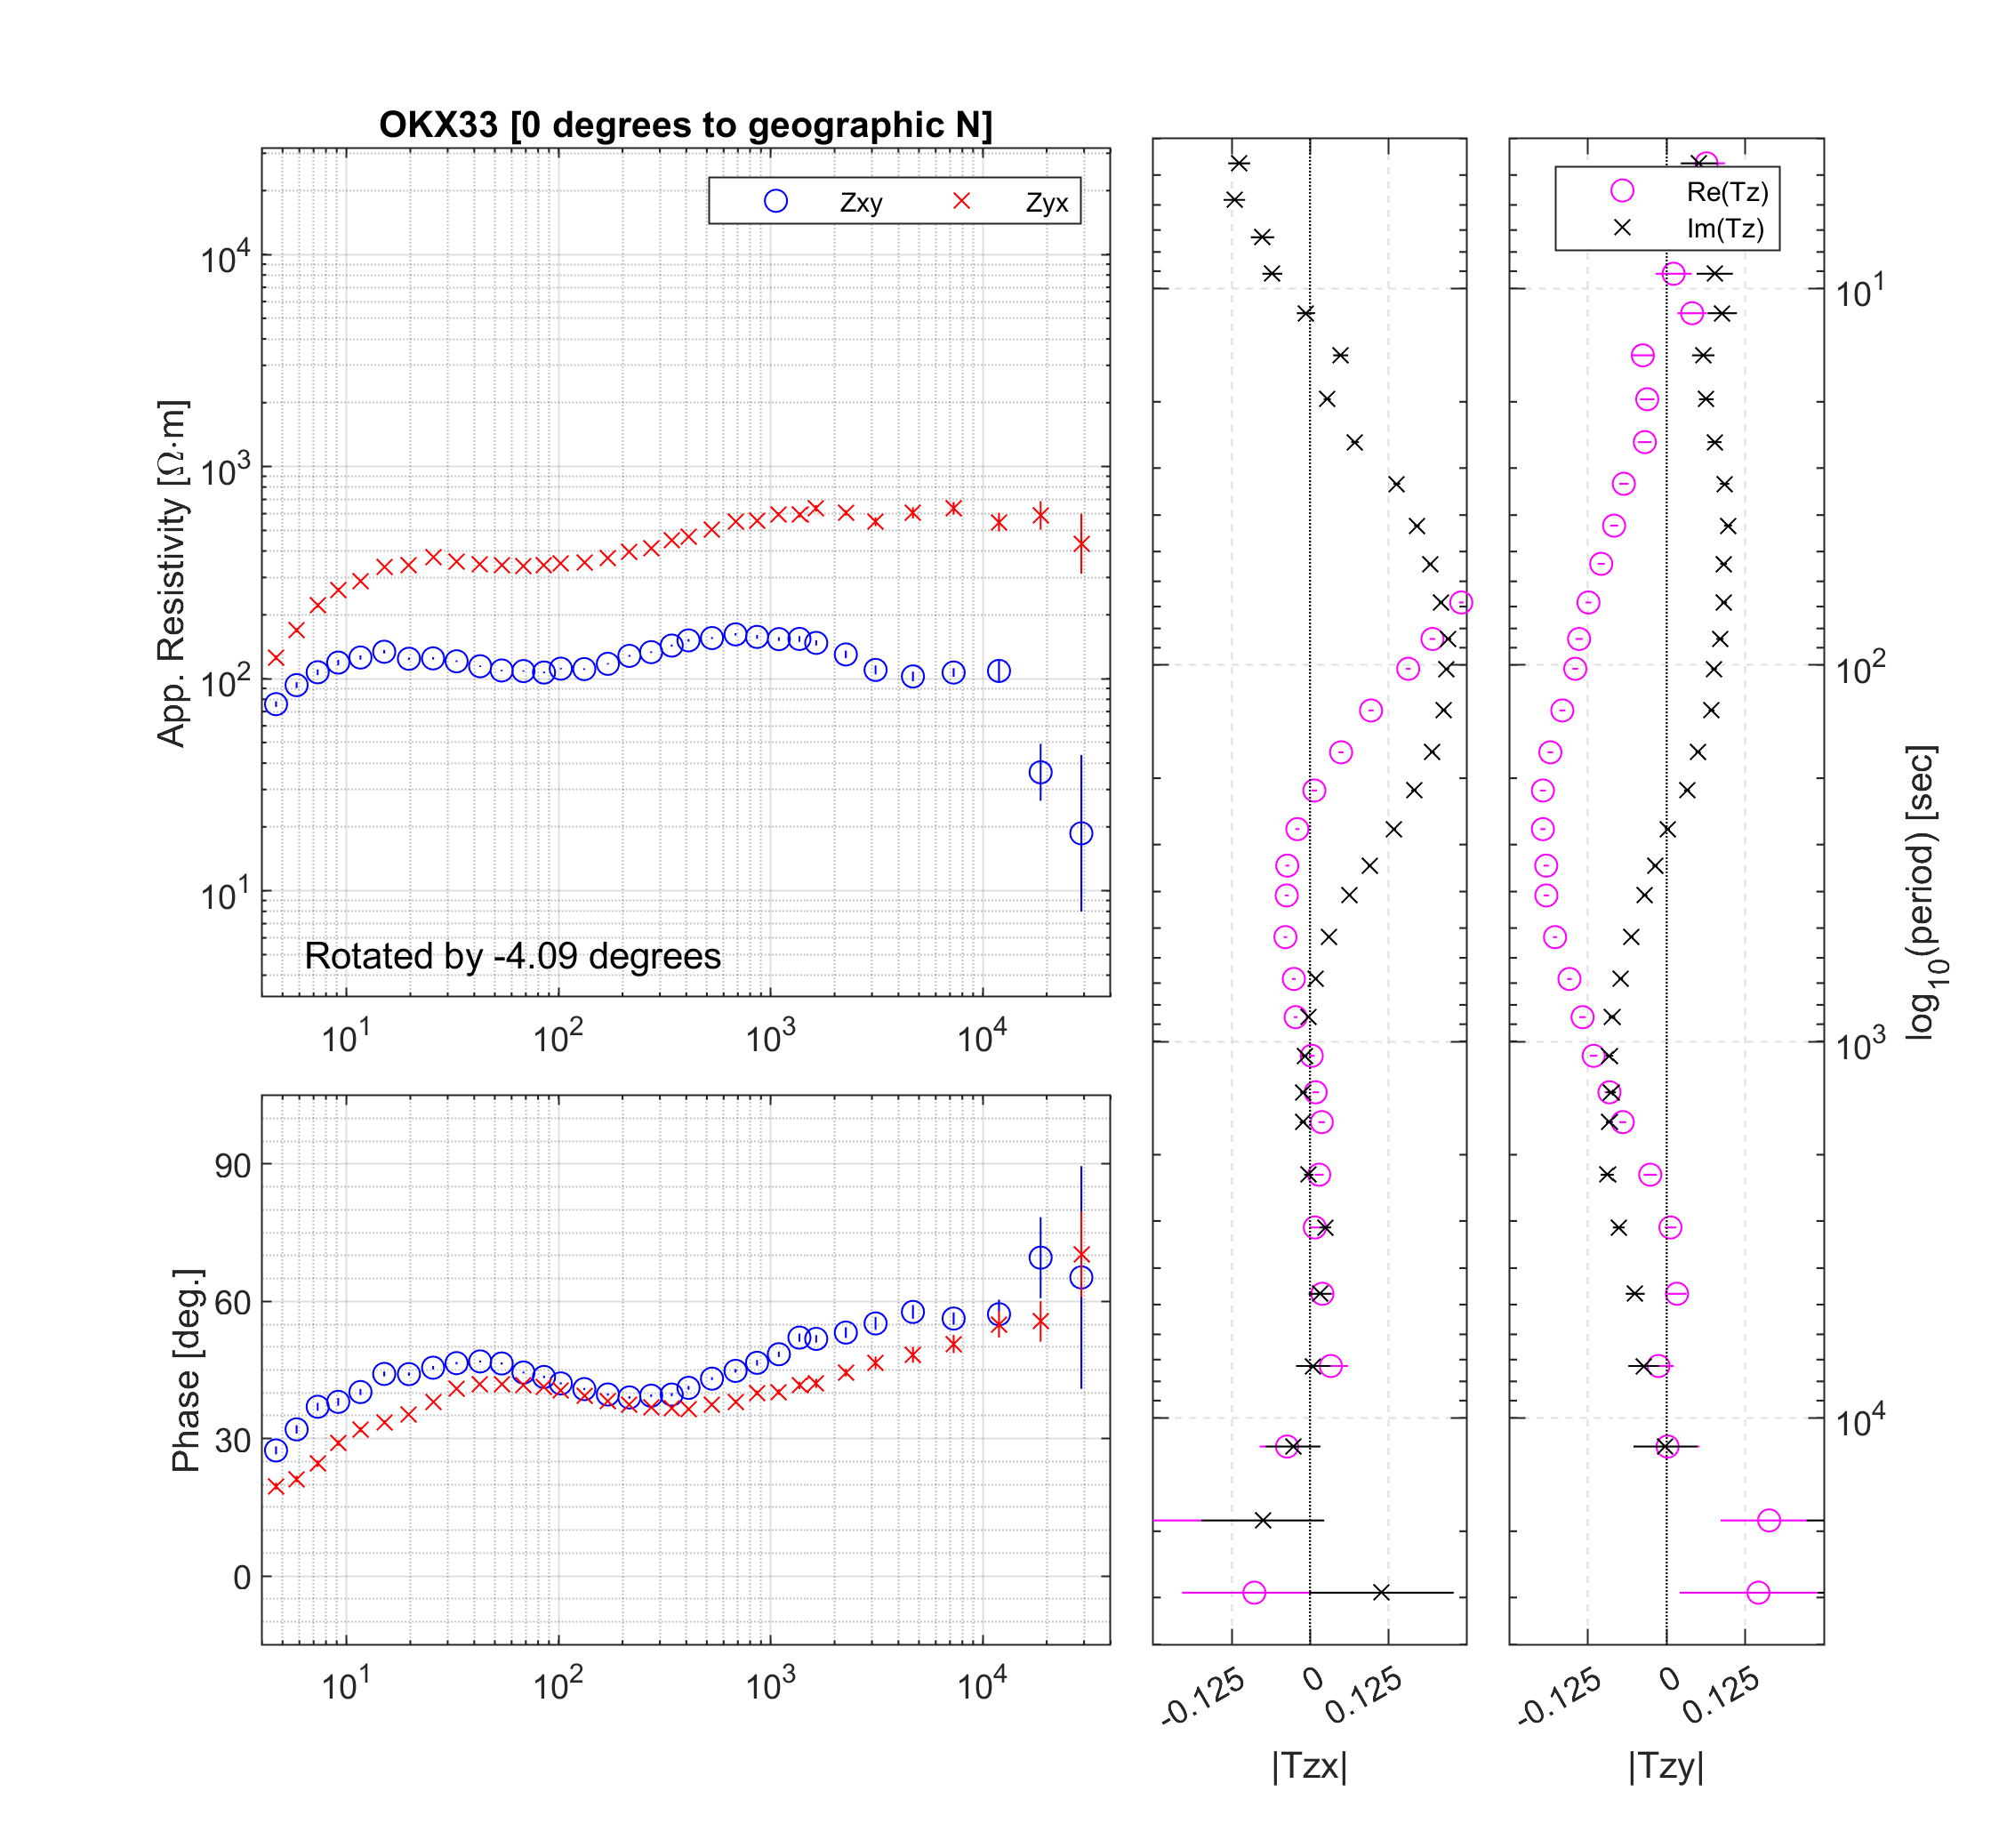 OKX33 [0 degrees to geographic N]
Zxy Zyx
10^4
10^3
10^2
10^1
App. Resistivity [Ω·m]
Rotated by -4.09 degrees
10^1 10^2 10^3 10^4
90
60
30
0
Phase [deg.]
10^1 10^2 10^3 10^4
Re(Tz)
Im(Tz)
10^1
10^2
10^3
10^4
log_10(period) [sec]
-0.125 0 0.125
|Tzx|
-0.125 0 0.125
|Tzy|